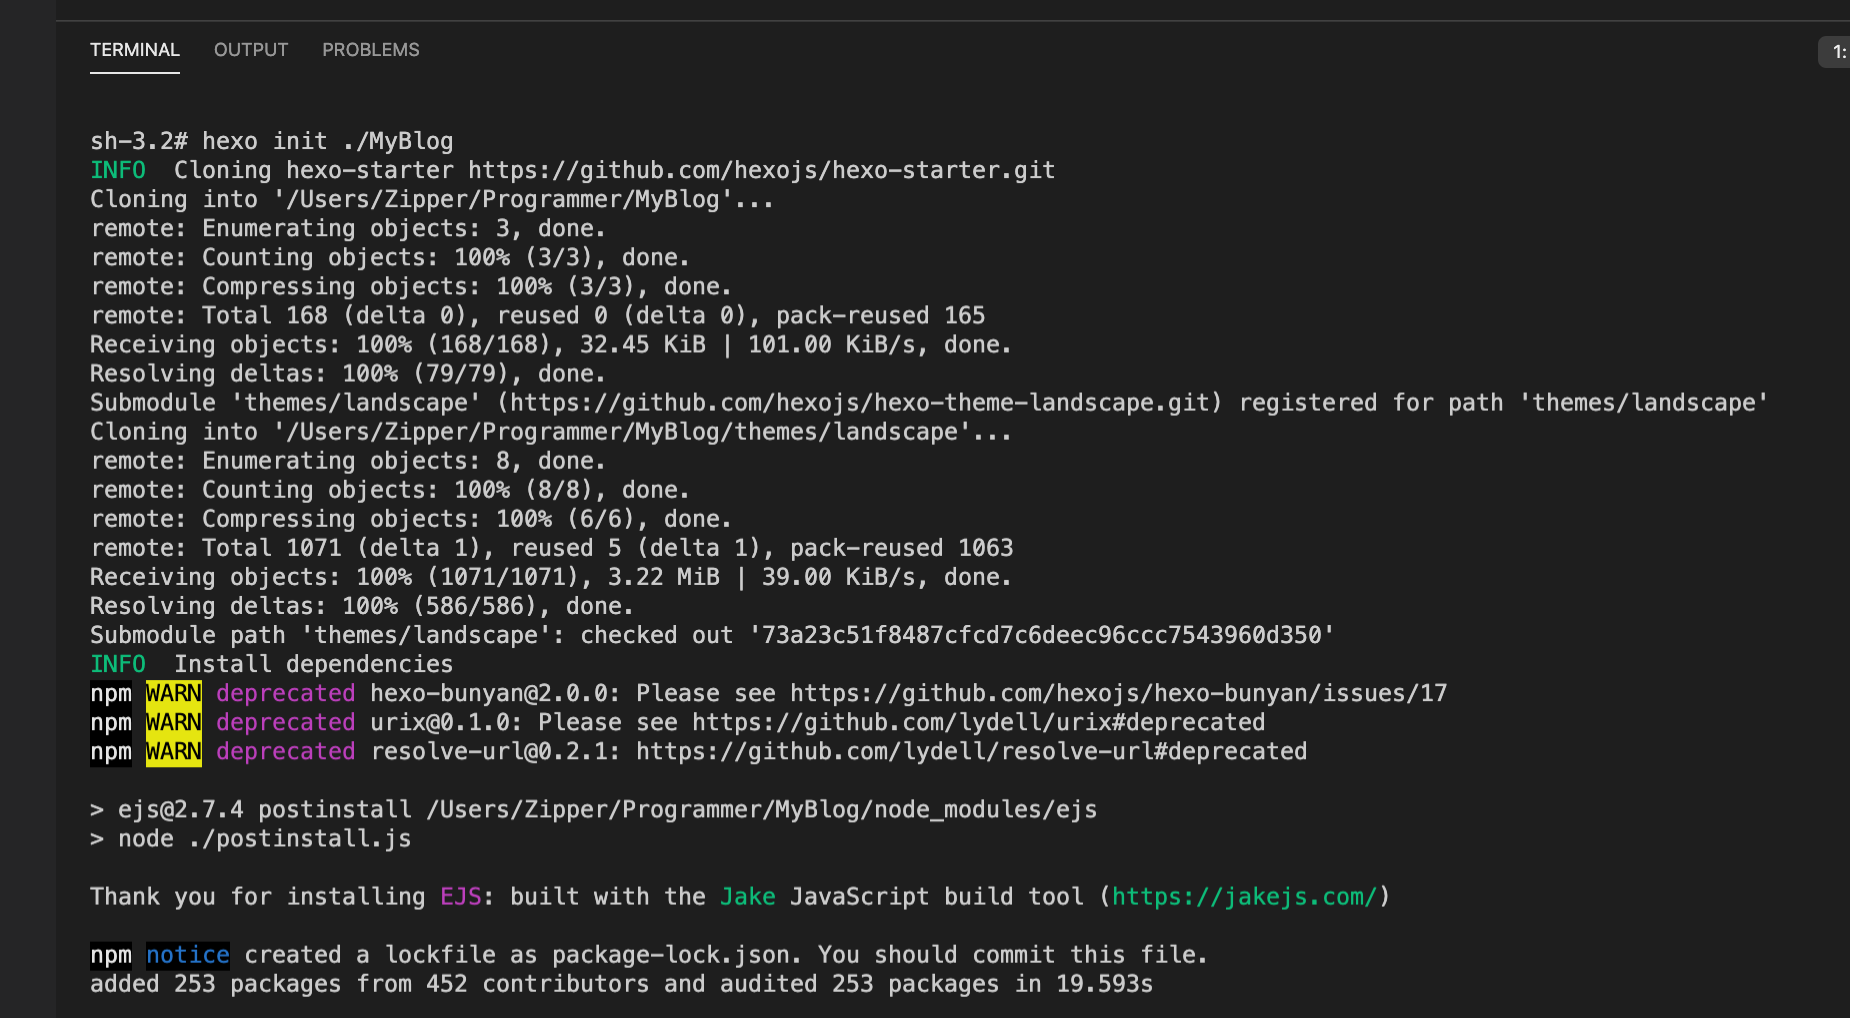 TERMINAL OUTPUT PROBLEMS
1:
sh-3.2# hexo init ./MyBlog
INFO  Cloning hexo-starter https://github.com/hexojs/hexo-starter.git
Cloning into '/Users/Zipper/Programmer/MyBlog'...
remote: Enumerating objects: 3, done.
remote: Counting objects: 100% (3/3), done.
remote: Compressing objects: 100% (3/3), done.
remote: Total 168 (delta 0), reused 0 (delta 0), pack-reused 165
Receiving objects: 100% (168/168), 32.45 KiB | 101.00 KiB/s, done.
Resolving deltas: 100% (79/79), done.
Submodule 'themes/landscape' (https://github.com/hexojs/hexo-theme-landscape.git) registered for path 'themes/landscape'
Cloning into '/Users/Zipper/Programmer/MyBlog/themes/landscape'...
remote: Enumerating objects: 8, done.
remote: Counting objects: 100% (8/8), done.
remote: Compressing objects: 100% (6/6), done.
remote: Total 1071 (delta 1), reused 5 (delta 1), pack-reused 1063
Receiving objects: 100% (1071/1071), 3.22 MiB | 39.00 KiB/s, done.
Resolving deltas: 100% (586/586), done.
Submodule path 'themes/landscape': checked out '73a23c51f8487cfcd7c6deec96ccc7543960d350'
INFO  Install dependencies
npm WARN deprecated hexo-bunyan@2.0.0: Please see https://github.com/hexojs/hexo-bunyan/issues/17
npm WARN deprecated urix@0.1.0: Please see https://github.com/lydell/urix#deprecated
npm WARN deprecated resolve-url@0.2.1: https://github.com/lydell/resolve-url#deprecated
> ejs@2.7.4 postinstall /Users/Zipper/Programmer/MyBlog/node_modules/ejs
> node ./postinstall.js
Thank you for installing EJS: built with the Jake JavaScript build tool (https://jakejs.com/)
npm notice created a lockfile as package-lock.json. You should commit this file.
added 253 packages from 452 contributors and audited 253 packages in 19.593s